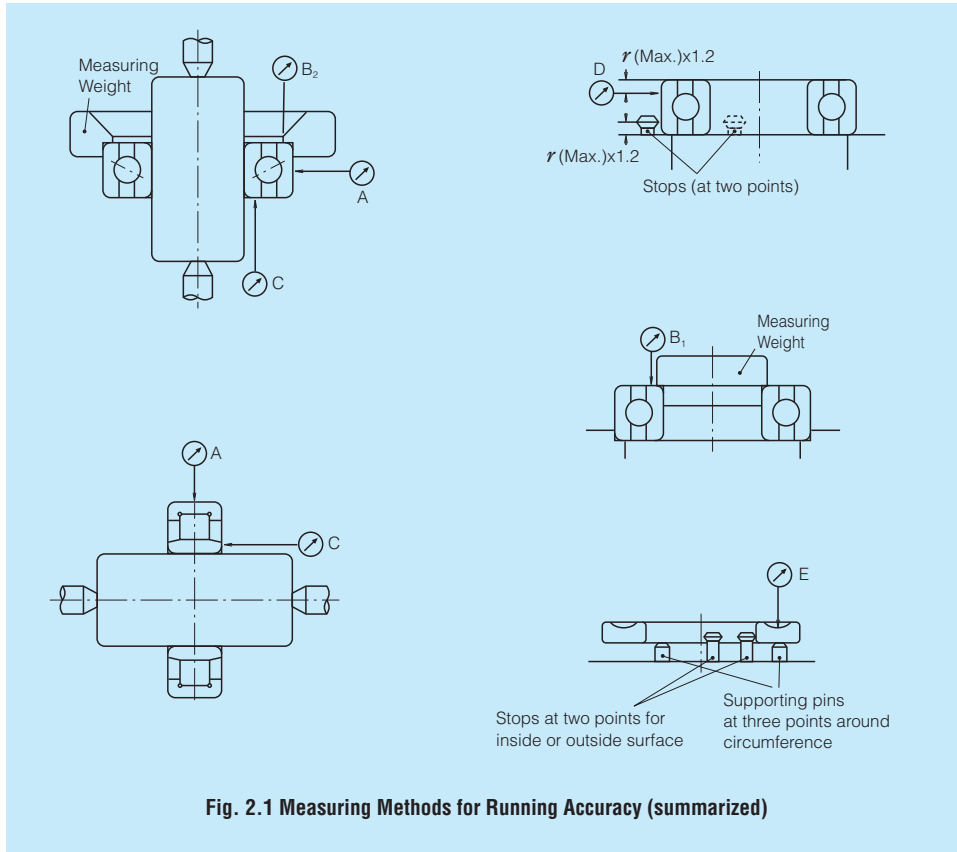 Measuring
Weight
B₂
A
C
D
r (Max.)x1.2
r (Max.)x1.2
Stops (at two points)
B₁
Measuring
Weight
A
C
E
Stops at two points for
inside or outside surface
Supporting pins
at three points around
circumference
Fig. 2.1 Measuring Methods for Running Accuracy (summarized)